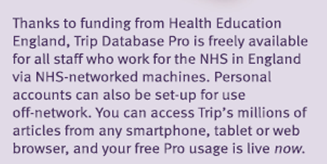 Thanks to funding from Health Education
England, Trip Database Pro is freely available
for all staff who work for the NHS in England
via NHS-networked machines. Personal
accounts can also be set-up for use
off-network. You can access Trip's millions of
articles from any smartphone, tablet or web
browser, and your free Pro usage is live now.